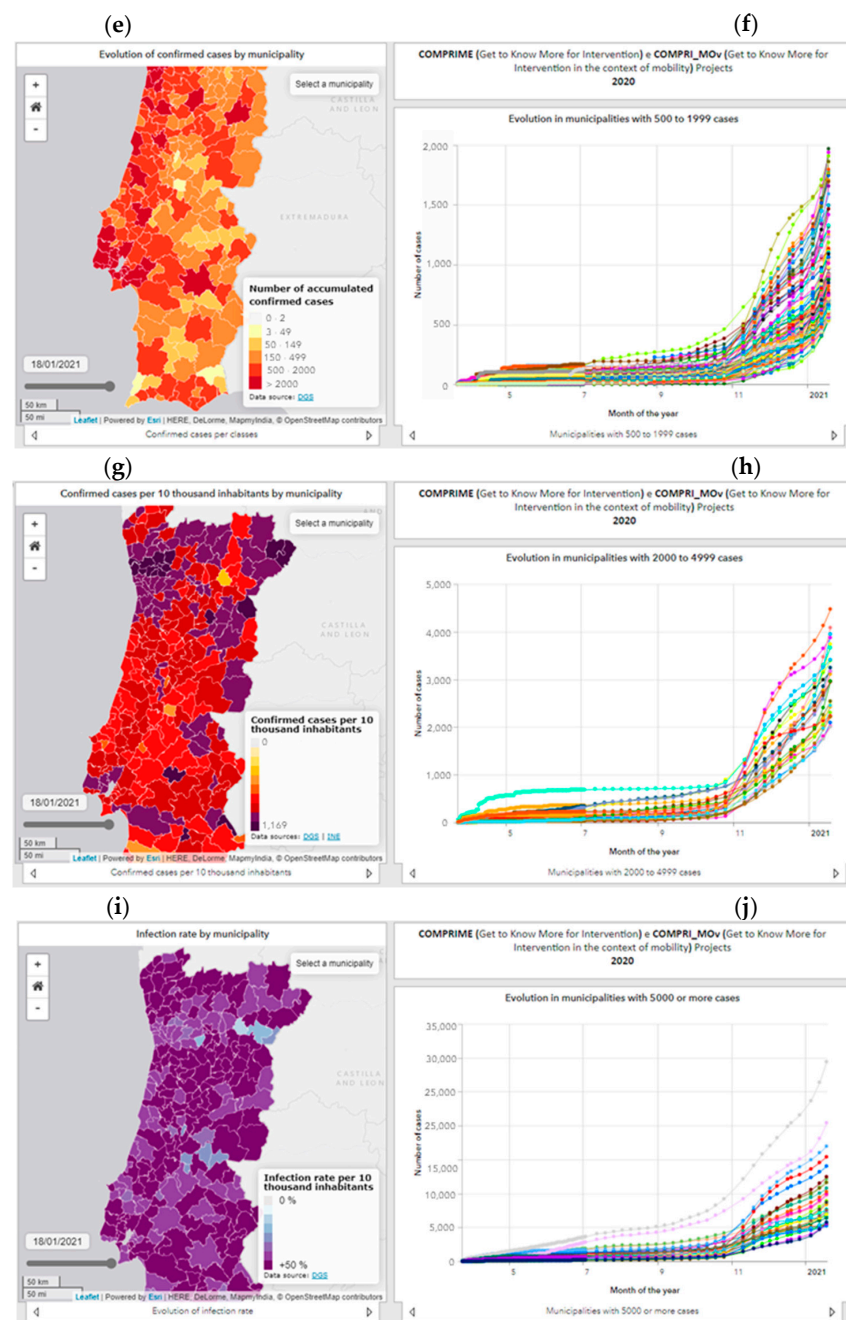 (e)
Evolution of confirmed cases by municipality
+
-
Select a municipality
CASTILLA
AND LEON
EXTREMADURA
Number of accumulated
confirmed cases
0 - 2
3 - 49
50 - 149
150 - 499
500 - 2000
> 2000
Data source: DGS
18/01/2021
50 km
50 mi
Leaflet | Powered by Esri | HERE, DeLorme, MapmyIndia, © OpenStreetMap contributors
Confirmed cases per classes
(f)
COMPRIME (Get to Know More for Intervention) e COMPRI_MOv (Get to Know More for
Intervention in the context of mobility) Projects
2020
Evolution in municipalities with 500 to 1999 cases
Number of cases
2,000
1,500
1,000
500
0
5 7 9 11 2021
Month of the year
Municipalities with 500 to 1999 cases
(g)
Confirmed cases per 10 thousand inhabitants by municipality
+
-
Select a municipality
AND
CASTILLA
AND LEON
Confirmed cases per 10
thousand inhabitants
0
1,169
Data sources: DGS | INE
18/01/2021
50 km
50 mi
Leaflet | Powered by Esri | HERE, DeLorme, MapmyIndia, © OpenStreetMap contributors
Confirmed cases per 10 thousand inhabitants
(h)
COMPRIME (Get to Know More for Intervention) e COMPRI_MOv (Get to Know More for
Intervention in the context of mobility) Projects
2020
Evolution in municipalities with 2000 to 4999 cases
Number of cases
5,000
4,000
3,000
2,000
1,000
0
5 7 9 11 2021
Month of the year
Municipalities with 2000 to 4999 cases
(i)
Infection rate by municipality
+
-
Select a municipality
CASTILLA
AND LEON
Infection rate per 10
thousand inhabitants
0 %
+50 %
Data source: DGS
18/01/2021
50 km
50 mi
Leaflet | Powered by Esri | HERE, DeLorme, MapmyIndia, © OpenStreetMap contributors
Evolution of infection rate
(j)
COMPRIME (Get to Know More for Intervention) e COMPRI_MOv (Get to Know More for
Intervention in the context of mobility) Projects
2020
Evolution in municipalities with 5000 or more cases
Number of cases
35,000
30,000
25,000
20,000
15,000
10,000
5,000
0
5 7 9 11 2021
Month of the year
Municipalities with 5000 or more cases